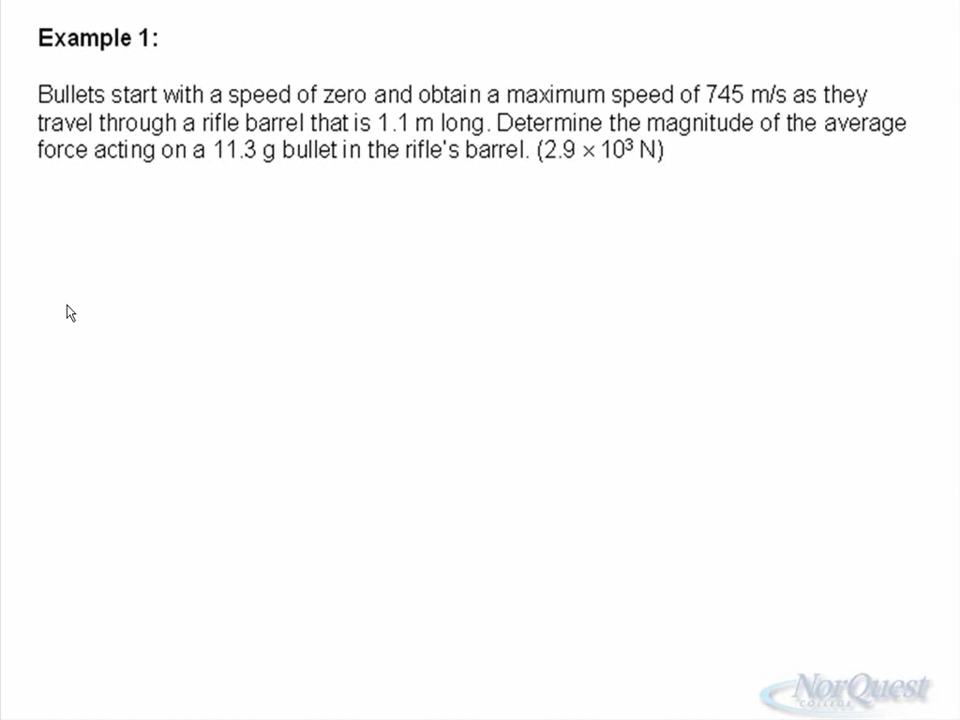 Example 1:
Bullets start with a speed of zero and obtain a maximum speed of 745 m/s as they
travel through a rifle barrel that is 1.1 m long. Determine the magnitude of the average
force acting on a 11.3 g bullet in the rifle's barrel. (2.9 × 10³ N)
NorQuest
COLLEGE